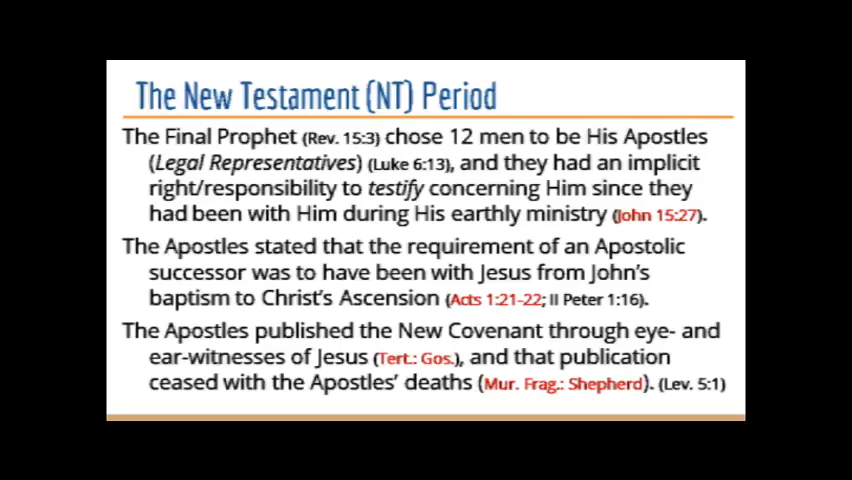 The New Testament (NT) Period
The Final Prophet (Rev. 15:3) chose 12 men to be His Apostles
(Legal Representatives) (Luke 6:13), and they had an implicit
right/responsibility to testify concerning Him since they
had been with Him during His earthly ministry (John 15:27).
The Apostles stated that the requirement of an Apostolic
successor was to have been with Jesus from John's
baptism to Christ's Ascension (Acts 1:21-22; II Peter 1:16).
The Apostles published the New Covenant through eye- and
ear-witnesses of Jesus (Tert.: Gos.), and that publication
ceased with the Apostles' deaths (Mur. Frag.: Shepherd). (Lev. 5:1)